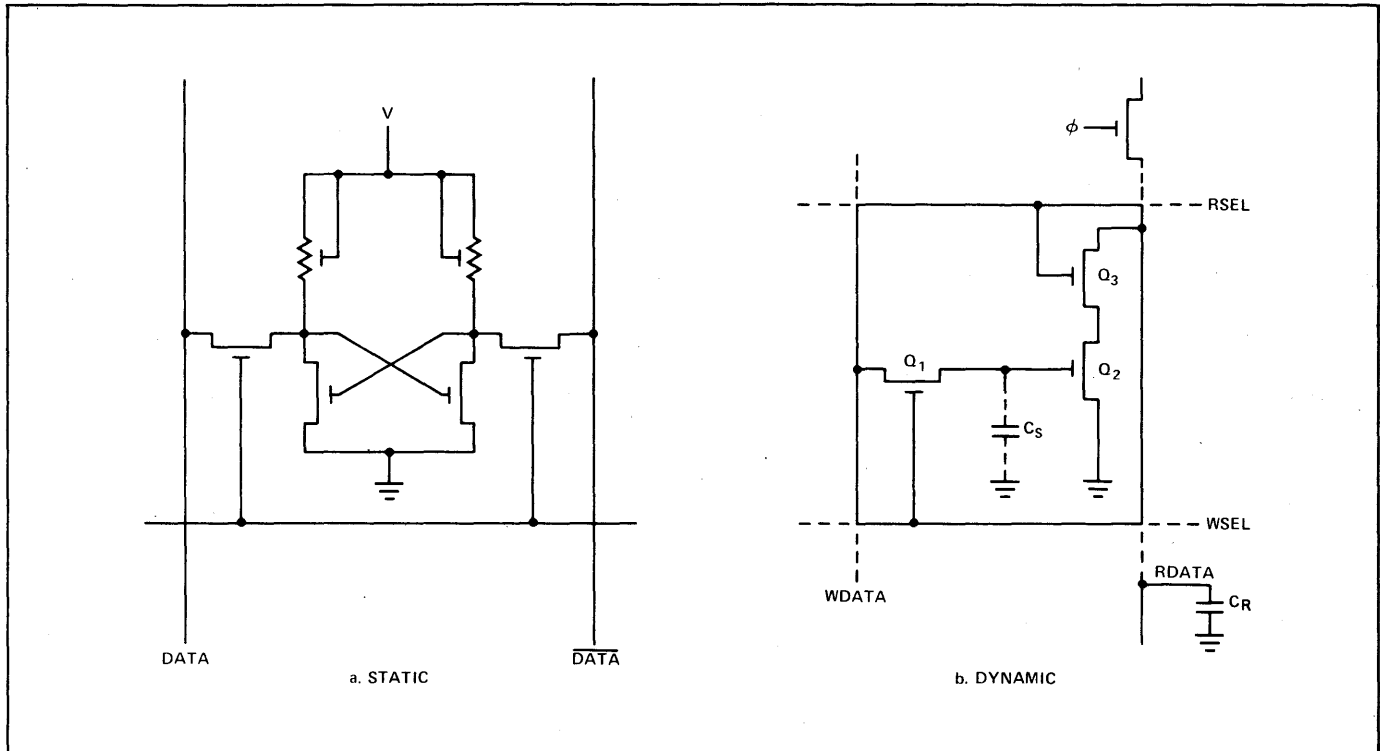 V
DATA
DATA
a. STATIC
ϕ
RSEL
Q3
Q1
Q2
CS
WSEL
RDATA
WDATA
CR
b. DYNAMIC